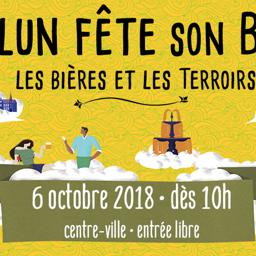 LUN FÊTE SON B
LES BIÈRES ET LES TERROIRS
6 octobre 2018 • dès 10h
centre-ville • entrée libre